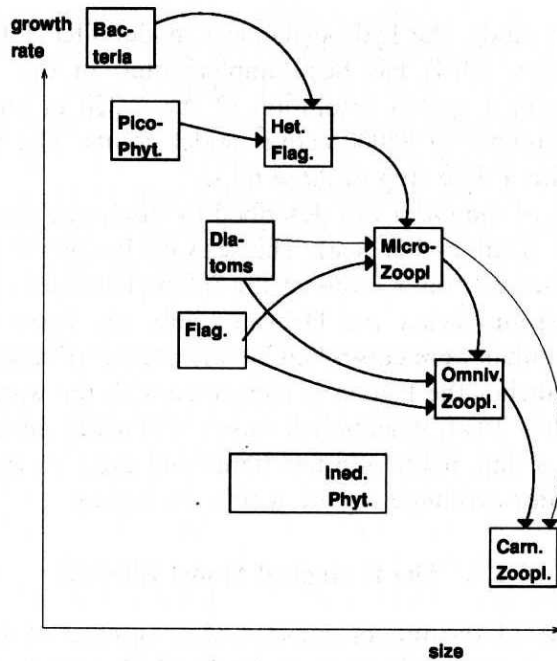 growth
rate
Bac-
teria
Pico-
Phyt.
Het.
Flag.
Dia-
toms
Micro-
Zoopl
Flag.
Omniv.
Zoopl.
Ined.
Phyt.
Carn.
Zoopl.
size